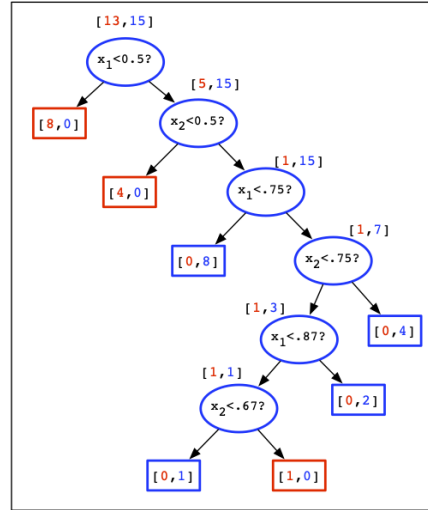 [13,15]
x₁<0.5?
[5,15]
[8,0]
x₂<0.5?
[1,15]
[4,0]
x₁<.75?
[1,7]
[0,8]
x₂<.75?
[1,3]
[0,4]
x₁<.87?
[1,1]
[0,2]
x₂<.67?
[0,1]
[1,0]